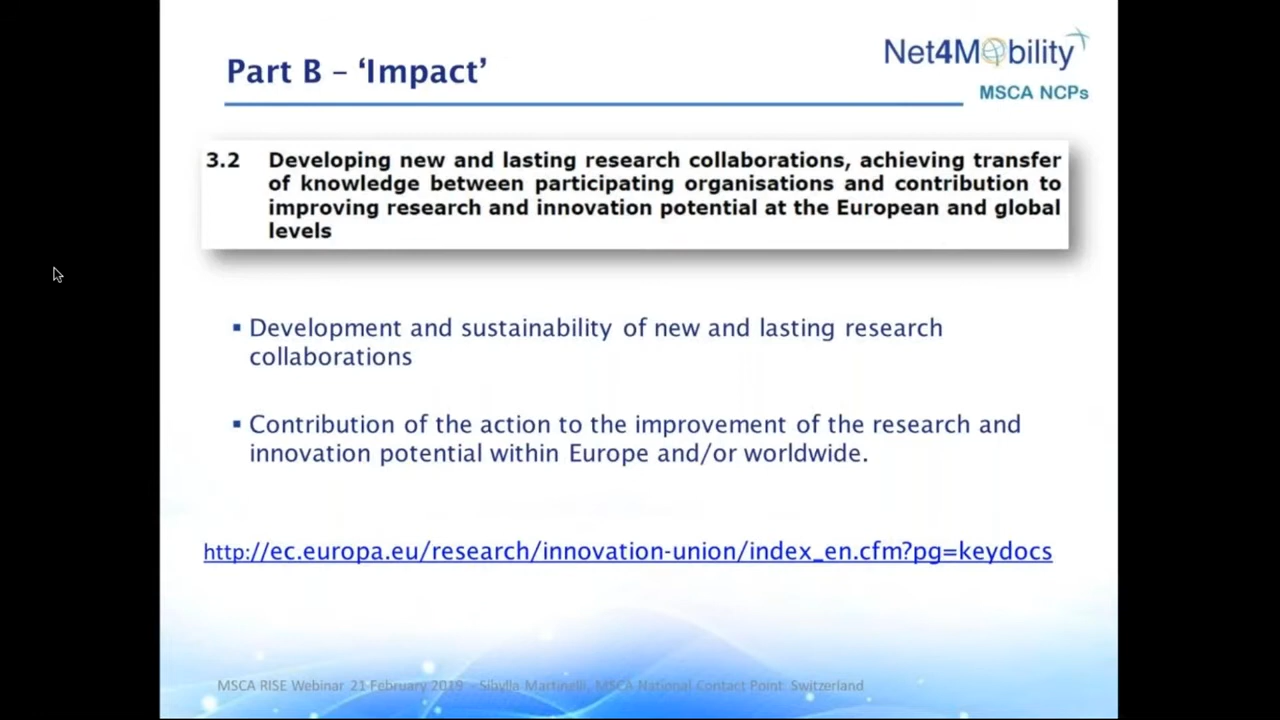 Part B – ‘Impact’
Net4Mobility
MSCA NCPs
3.2 Developing new and lasting research collaborations, achieving transfer
of knowledge between participating organisations and contribution to
improving research and innovation potential at the European and global
levels
▪ Development and sustainability of new and lasting research
collaborations
▪ Contribution of the action to the improvement of the research and
innovation potential within Europe and/or worldwide.
http://ec.europa.eu/research/innovation-union/index_en.cfm?pg=keydocs
MSCA RISE Webinar 21 February 2019 - Sibylla Martinelli, MSCA National Contact Point Switzerland